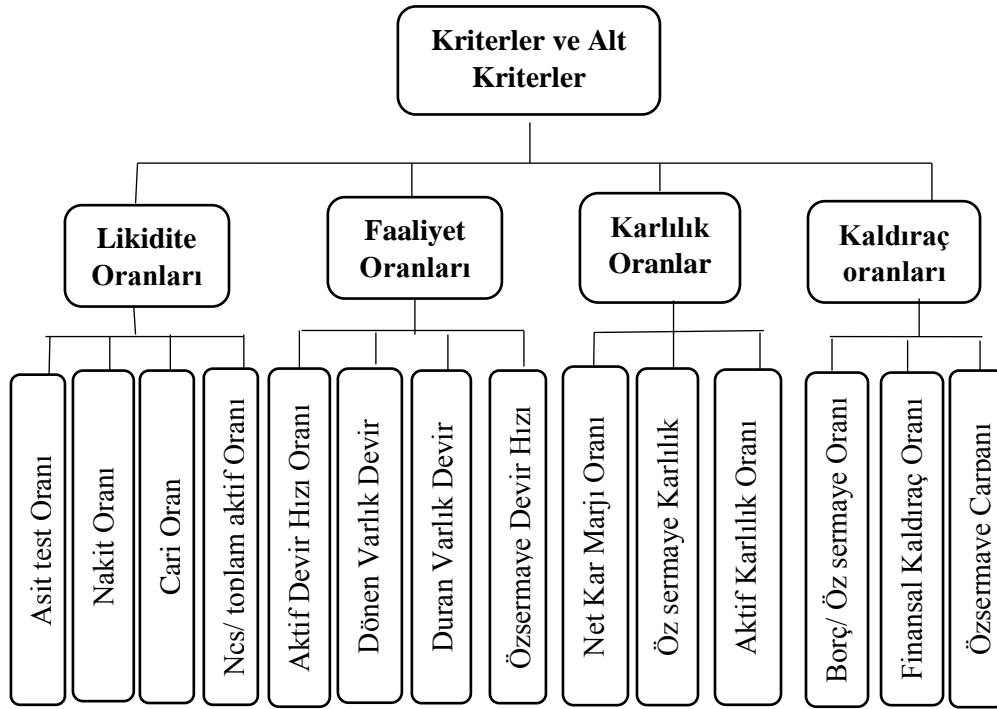 Kriterler ve Alt
Kriterler
Likidite
Oranları
Faaliyet
Oranları
Karlılık
Oranlar
Kaldıraç
oranları
Asit test Oranı
Nakit Oranı
Cari Oran
Ncs/ toplam aktif Oranı
Aktif Devir Hızı Oranı
Dönen Varlık Devir
Duran Varlık Devir
Özsermaye Devir Hızı
Net Kar Marjı Oranı
Öz sermaye Karlılık
Aktif Karlılık Oranı
Borç/ Öz sermaye Oranı
Finansal Kaldıraç Oranı
Özsermaye Çarpanı